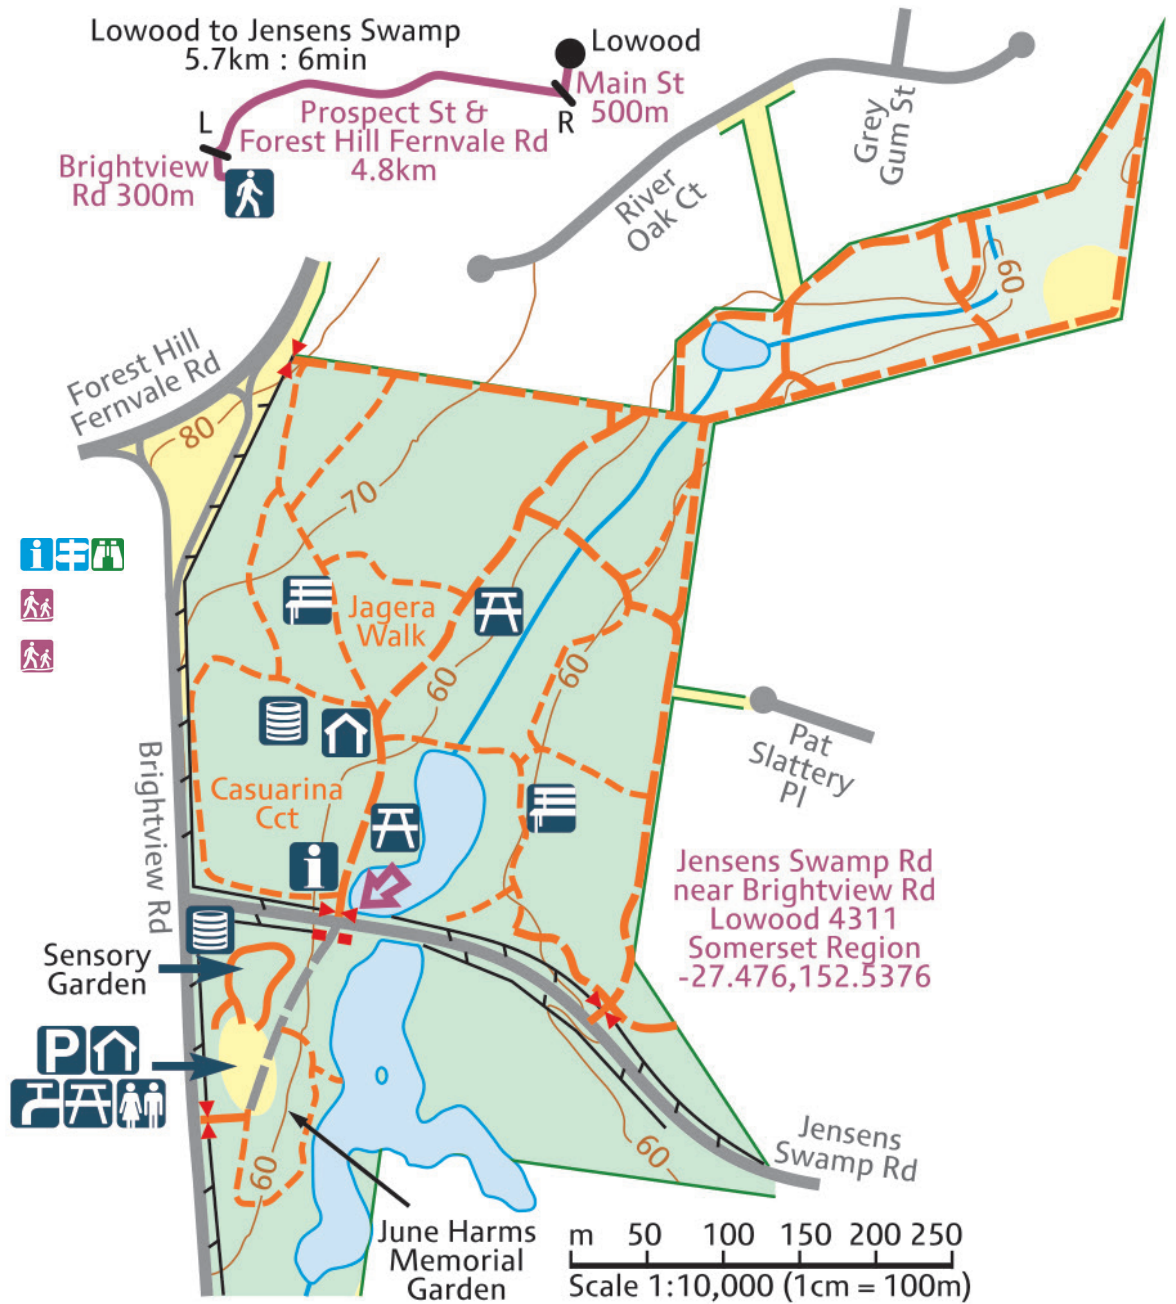 Lowood to Jensens Swamp
5.7km : 6min
Lowood
Main St
500m
L
R
Prospect St &
Forest Hill Fernvale Rd
4.8km
Brightview
Rd 300m
Grey
Gum St
River
Oak Ct
60
Forest Hill
Fernvale Rd
80
70
i
Jagera
Walk
60
60
Pat
Slattery
Pl
Brightview Rd
Casuarina
Cct
i
Jensens Swamp Rd
near Brightview Rd
Lowood 4311
Somerset Region
-27.476,152.5376
Sensory
Garden
P
60
60
Jensens
Swamp Rd
June Harms
Memorial
Garden
m 50 100 150 200 250
Scale 1:10,000 (1cm = 100m)